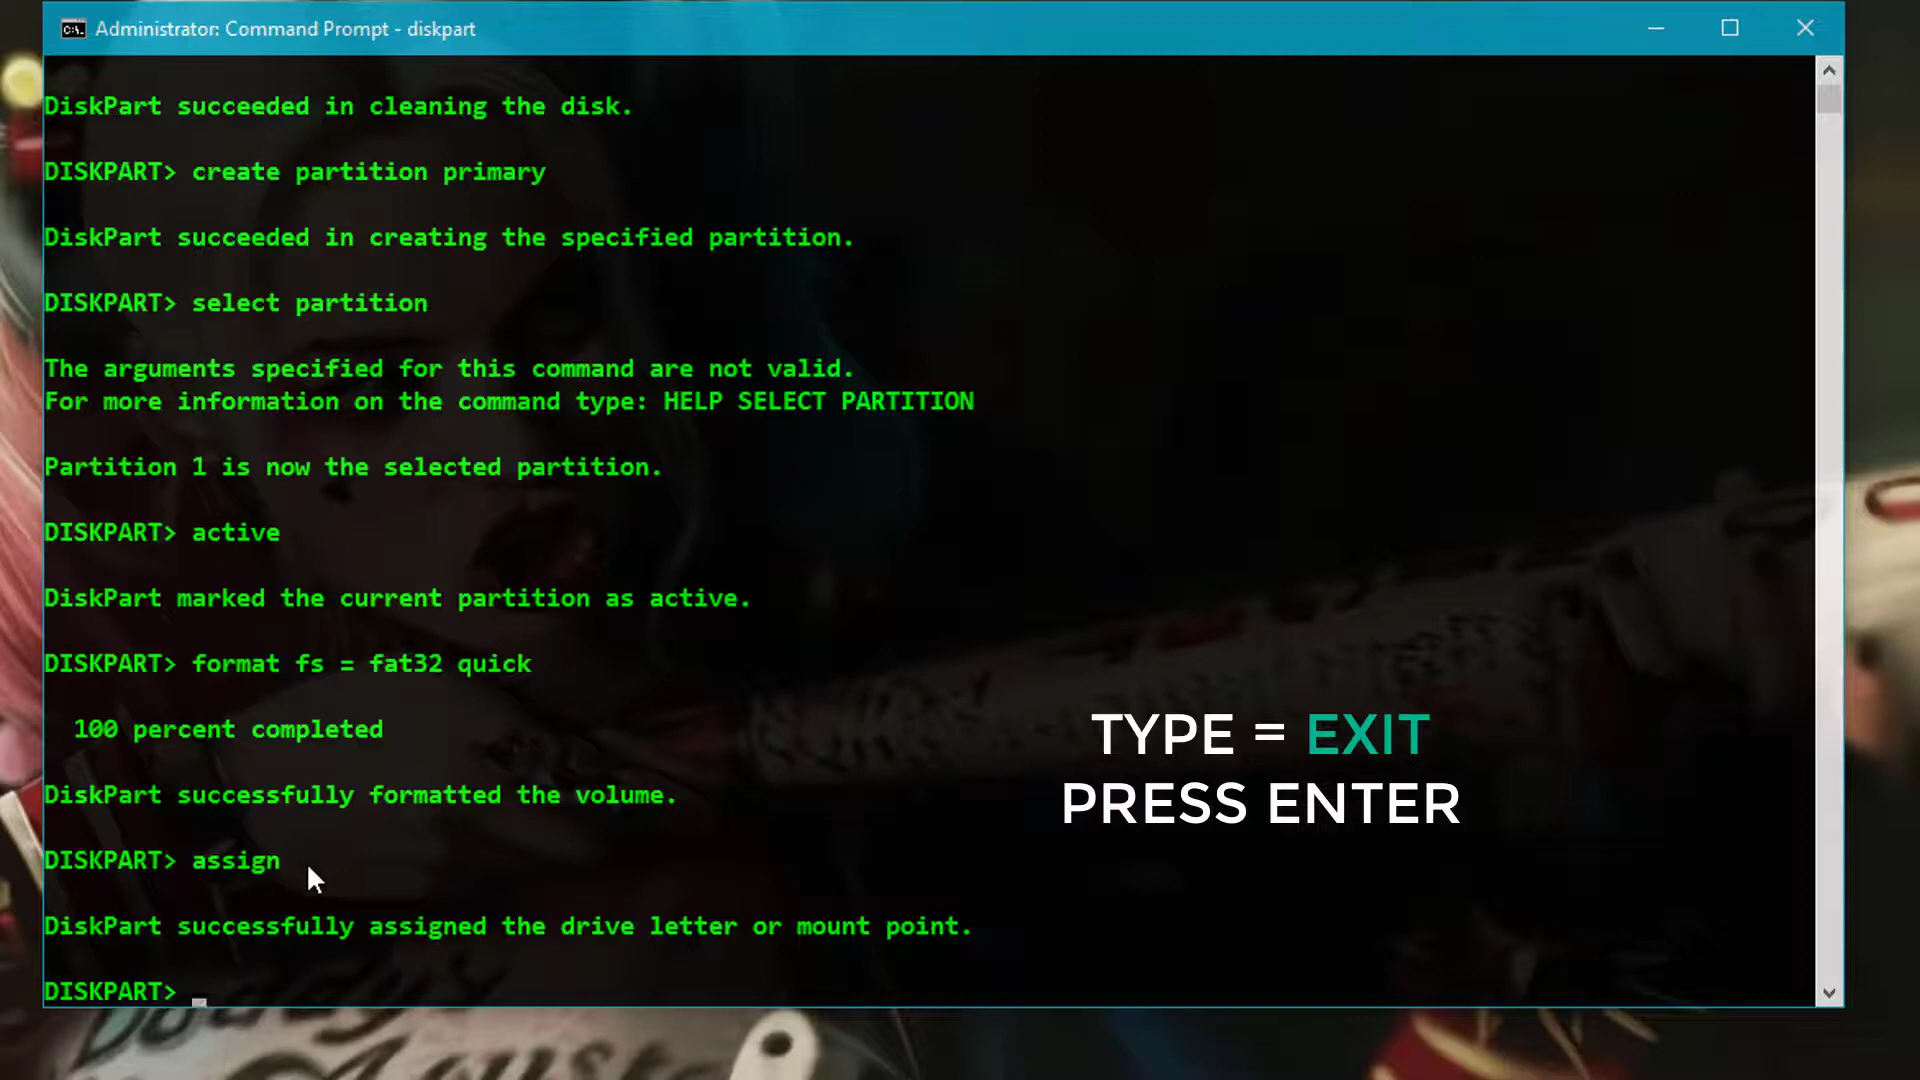 Administrator: Command Prompt - diskpart
DiskPart succeeded in cleaning the disk.
DISKPART> create partition primary
DiskPart succeeded in creating the specified partition.
DISKPART> select partition
The arguments specified for this command are not valid.
For more information on the command type: HELP SELECT PARTITION
Partition 1 is now the selected partition.
DISKPART> active
DiskPart marked the current partition as active.
DISKPART> format fs = fat32 quick
100 percent completed
DiskPart successfully formatted the volume.
DISKPART> assign
DiskPart successfully assigned the drive letter or mount point.
DISKPART>
TYPE = EXIT
PRESS ENTER